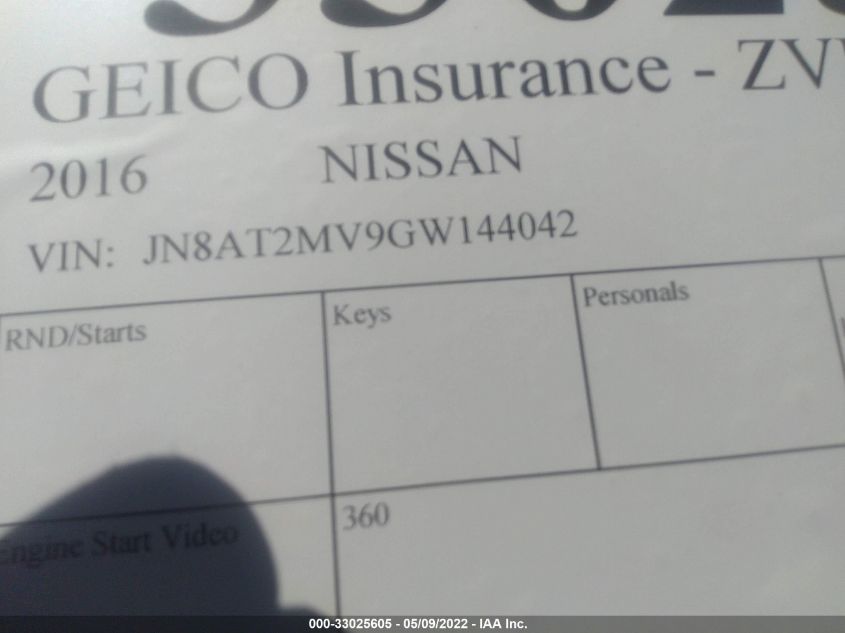 GEICO Insurance - ZV
2016 NISSAN
VIN: JN8AT2MV9GW144042
RND/Starts
Keys
Personals
Engine Start Video
360
000-33025605 - 05/09/2022 - IAA Inc.